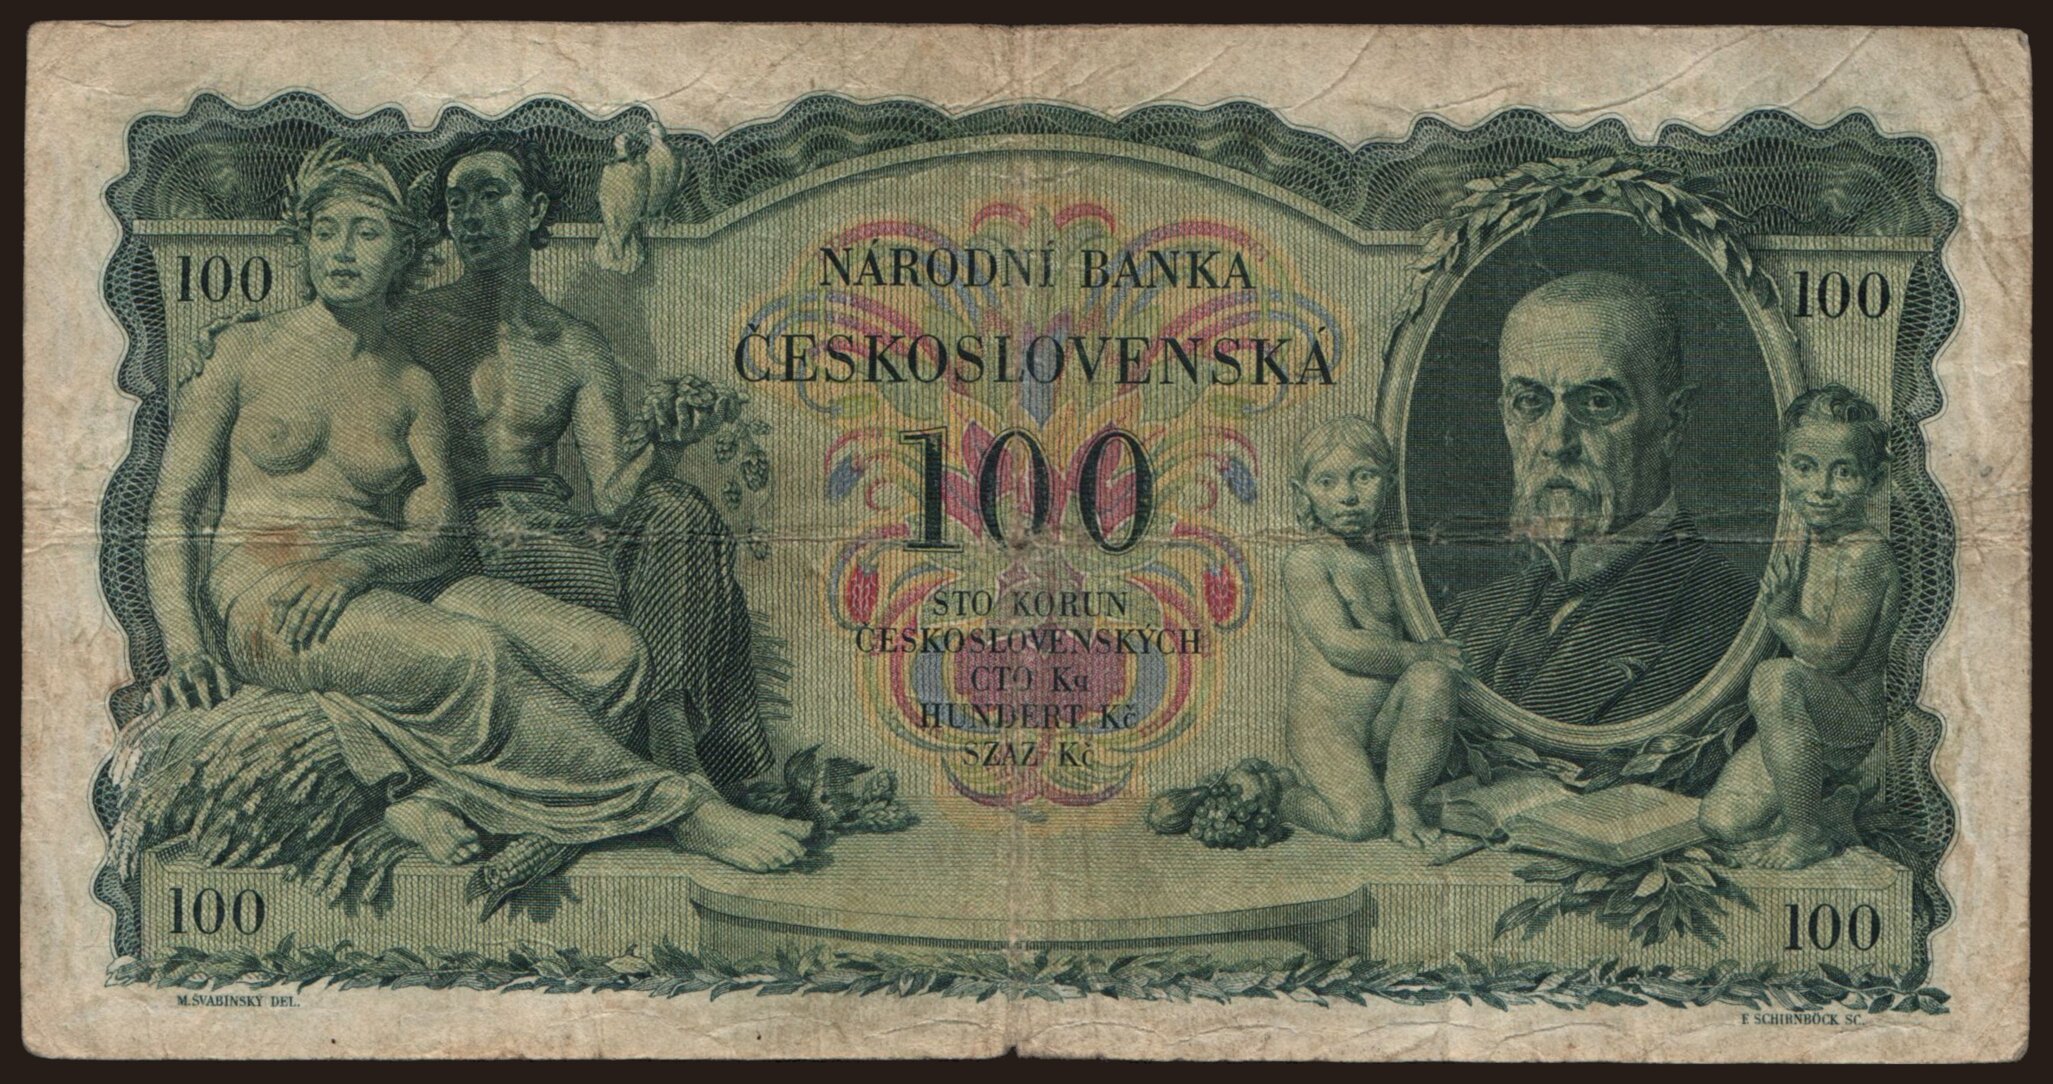 100
100
NÁRODNÍ BANKA
ČESKOSLOVENSKÁ
100
STO KORUN
ČESKOSLOVENSKÝCH
СТО Кч
HUNDERT Kč
SZAZ Kč
100
100
M. ŠVABINSKÝ DEL.
F. SCHIRNBÖCK SC.